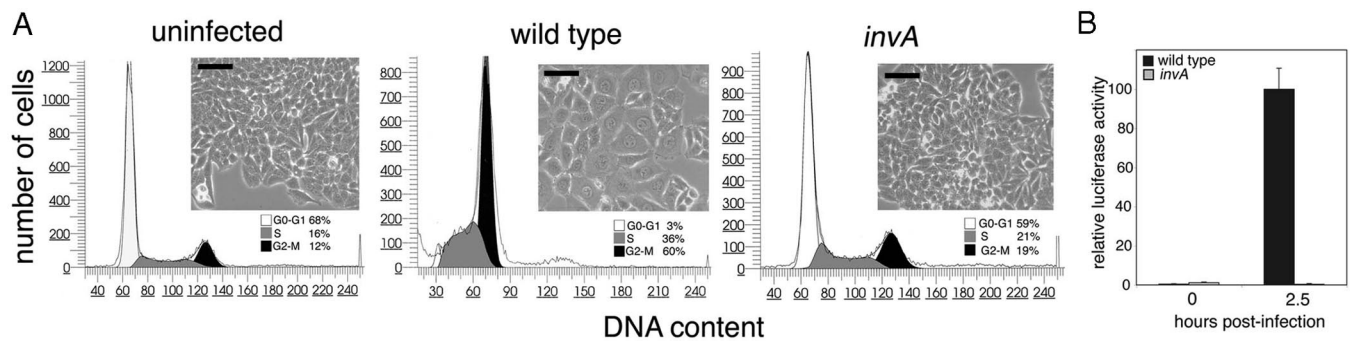 A
B
uninfected
wild type
invA
number of cells
1200
1000
800
600
400
200
0
40 60 80 100 120 140 160 180 200 220 240
G0-G1 68%
S 16%
G2-M 12%
800
700
600
500
400
300
200
100
0
30 60 90 120 150 180 210 240
G0-G1 3%
S 36%
G2-M 60%
900
800
700
600
500
400
300
200
100
0
40 60 80 100 120 140 160 180 200 220 240
G0-G1 59%
S 21%
G2-M 19%
DNA content
wild type
invA
relative luciferase activity
100
80
60
40
20
0
0 2.5
hours post-infection